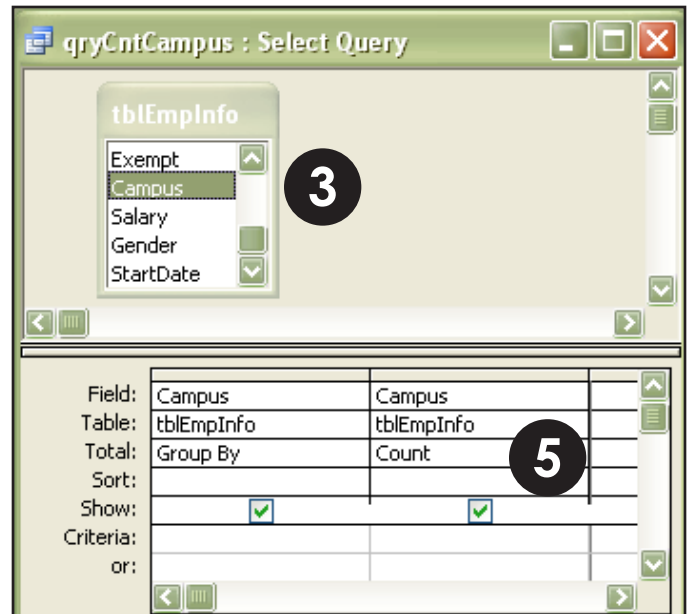 qryCntCampus : Select Query
tblEmpInfo
Exempt
Campus
3
Salary
Gender
StartDate
Field: Campus Campus
Table: tblEmpInfo tblEmpInfo
Total: Group By Count 5
Sort:
Show:
Criteria:
or: